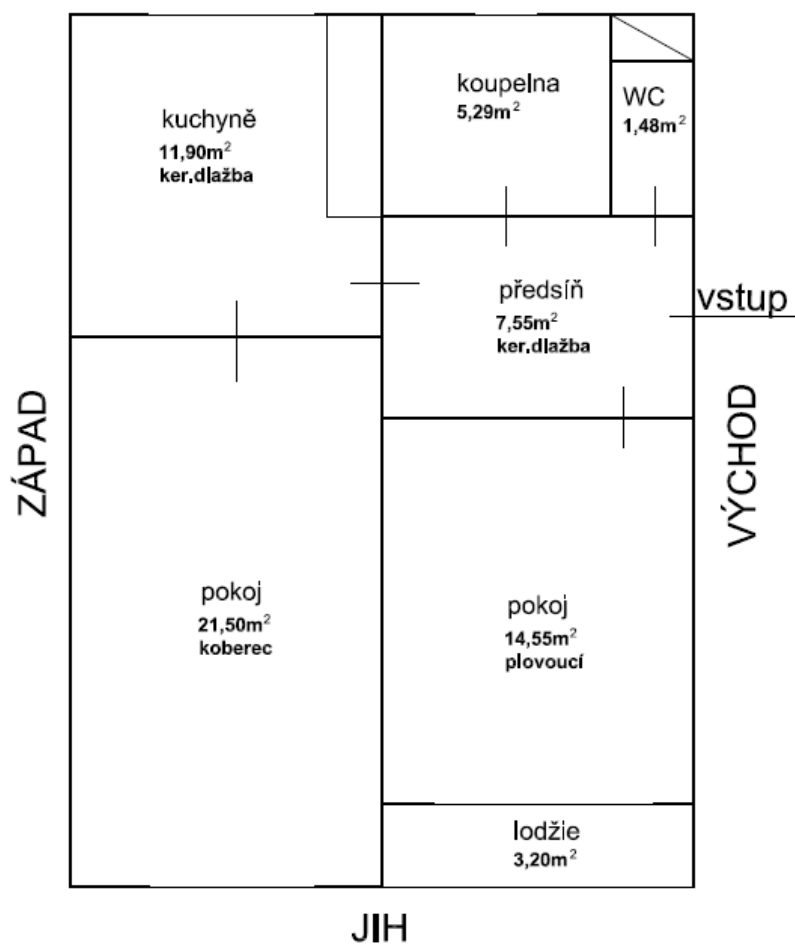 kuchyně
11,90m²
ker.dlažba
koupelna
5,29m²
WC
1,48m²
předsíň
7,55m²
ker.dlažba
vstup
ZÁPAD
VÝCHOD
pokoj
21,50m²
koberec
pokoj
14,55m²
plovoucí
lodžie
3,20m²
JIH